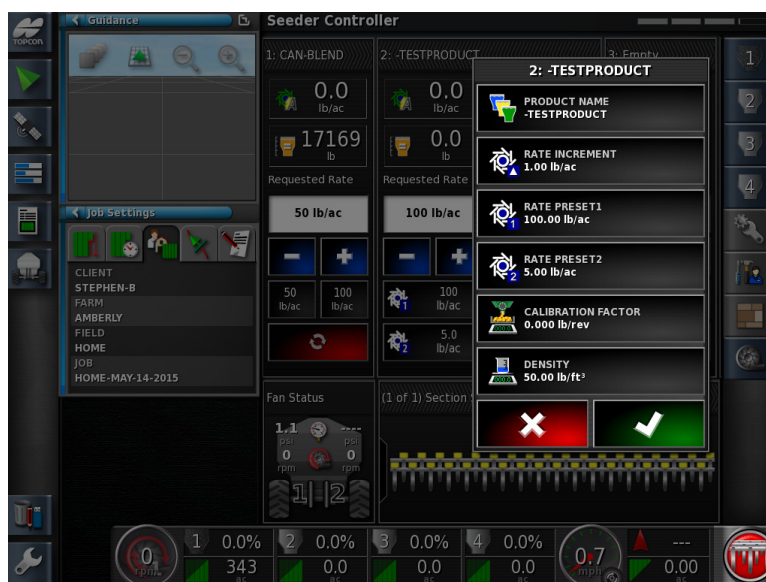 TOPCON
Guidance
Seeder Controller
1: CAN-BLEND
2: -TESTPRODUCT
3: Empty
0.0
lb/ac
0.0
lb/ac
17169
lb
0.0
lb
Requested Rate
Requested Rate
50 lb/ac
100 lb/ac
50
lb/ac
100
lb/ac
1
100
lb/ac
2
5.0
lb/ac
2: -TESTPRODUCT
PRODUCT NAME
-TESTPRODUCT
RATE INCREMENT
1.00 lb/ac
1
RATE PRESET1
100.00 lb/ac
2
RATE PRESET2
5.00 lb/ac
CALIBRATION FACTOR
0.000 lb/rev
DENSITY
50.00 lb/ft³
1
2
3
4
Job Settings
CLIENT
STEPHEN-B
FARM
AMBERLY
FIELD
HOME
JOB
HOME-MAY-14-2015
Fan Status
1.1
psi
----
psi
0
rpm
0
rpm
1
2
(1 of 1) Section
0
rpm
1
0.0%
343
ac
2
0.0%
0.0
ac
3
0.0%
0.0
ac
4
0.0%
0.0
ac
0.7
mph
---
0.00
ac